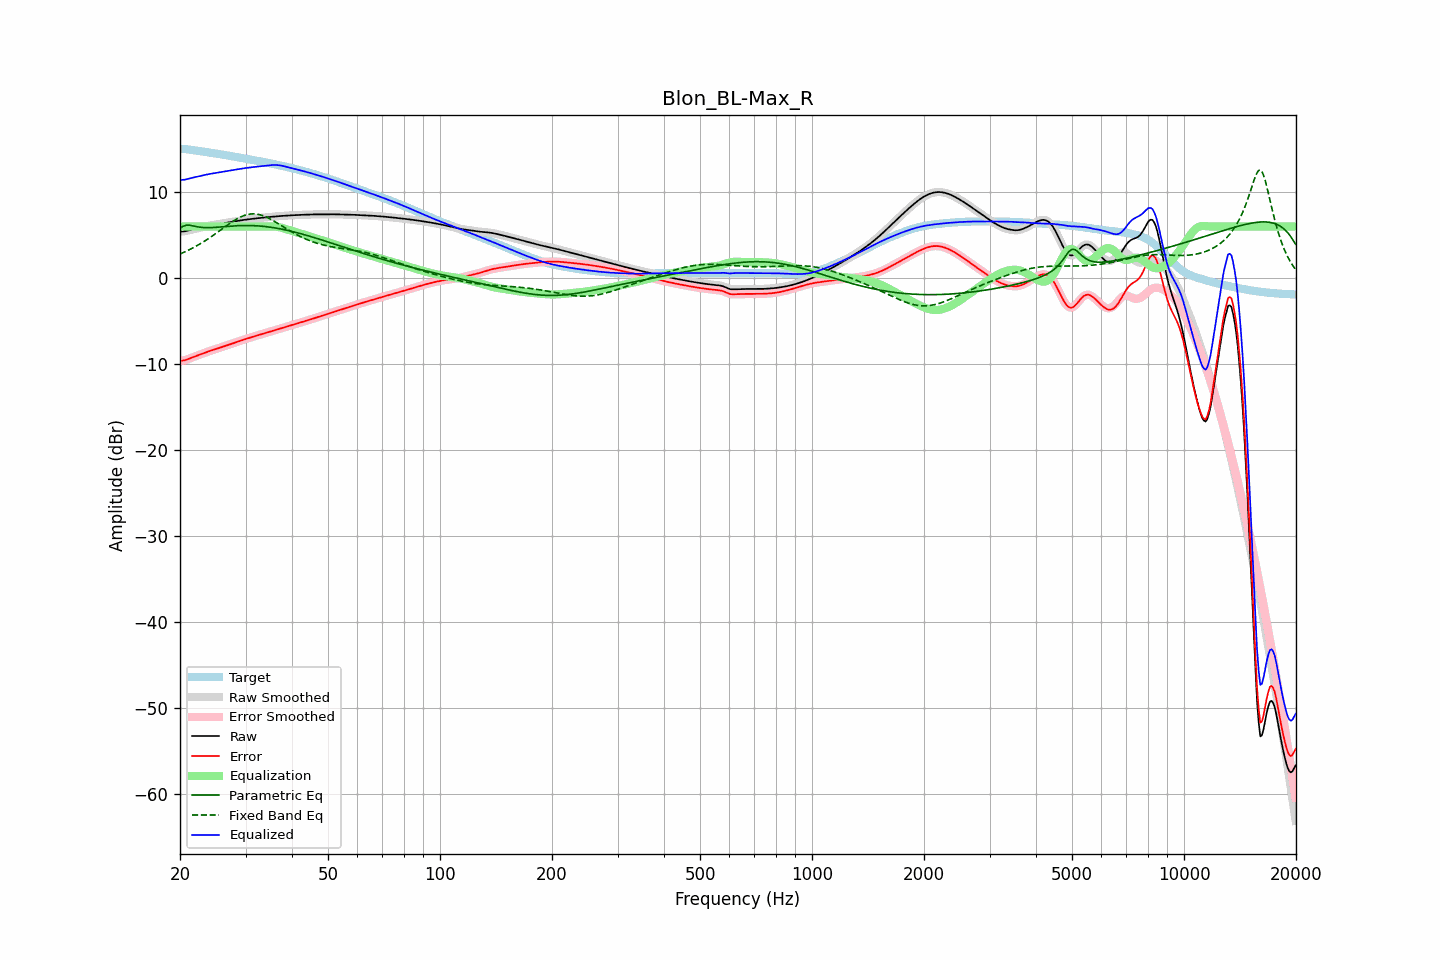 Blon_BL-Max_R
Amplitude (dBr)
10
0
−10
−20
−30
−40
−50
−60
Target
Raw Smoothed
Error Smoothed
Raw
Error
Equalization
Parametric Eq
Fixed Band Eq
Equalized
20 50 100 200 500 1000 2000 5000 10000 20000
Frequency (Hz)